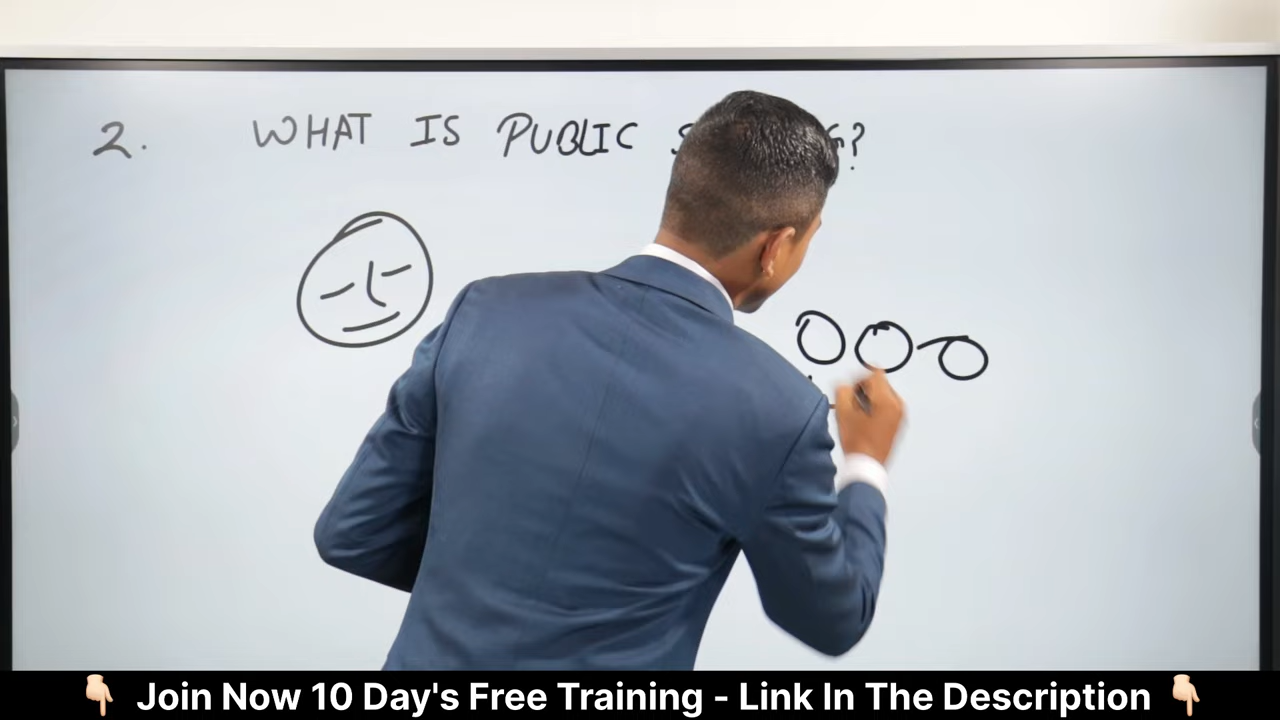 2. WHAT IS PUBLIC
Join Now 10 Day's Free Training - Link In The Description